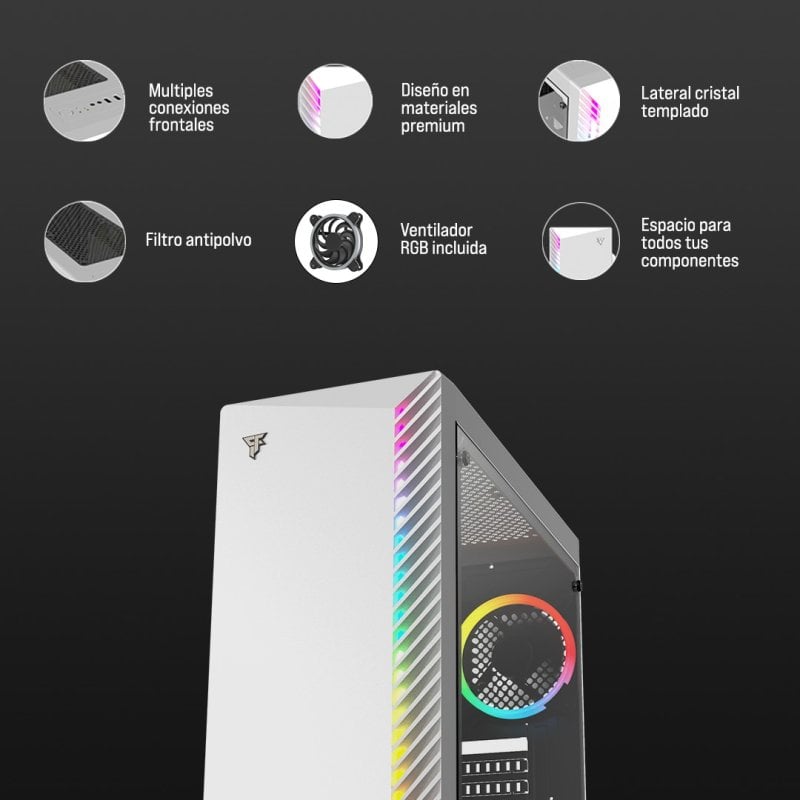 Multiples
conexiones
frontales
Diseño en
materiales
premium
Lateral cristal
templado
Filtro antipolvo
Ventilador
RGB incluida
Espacio para
todos tus
componentes